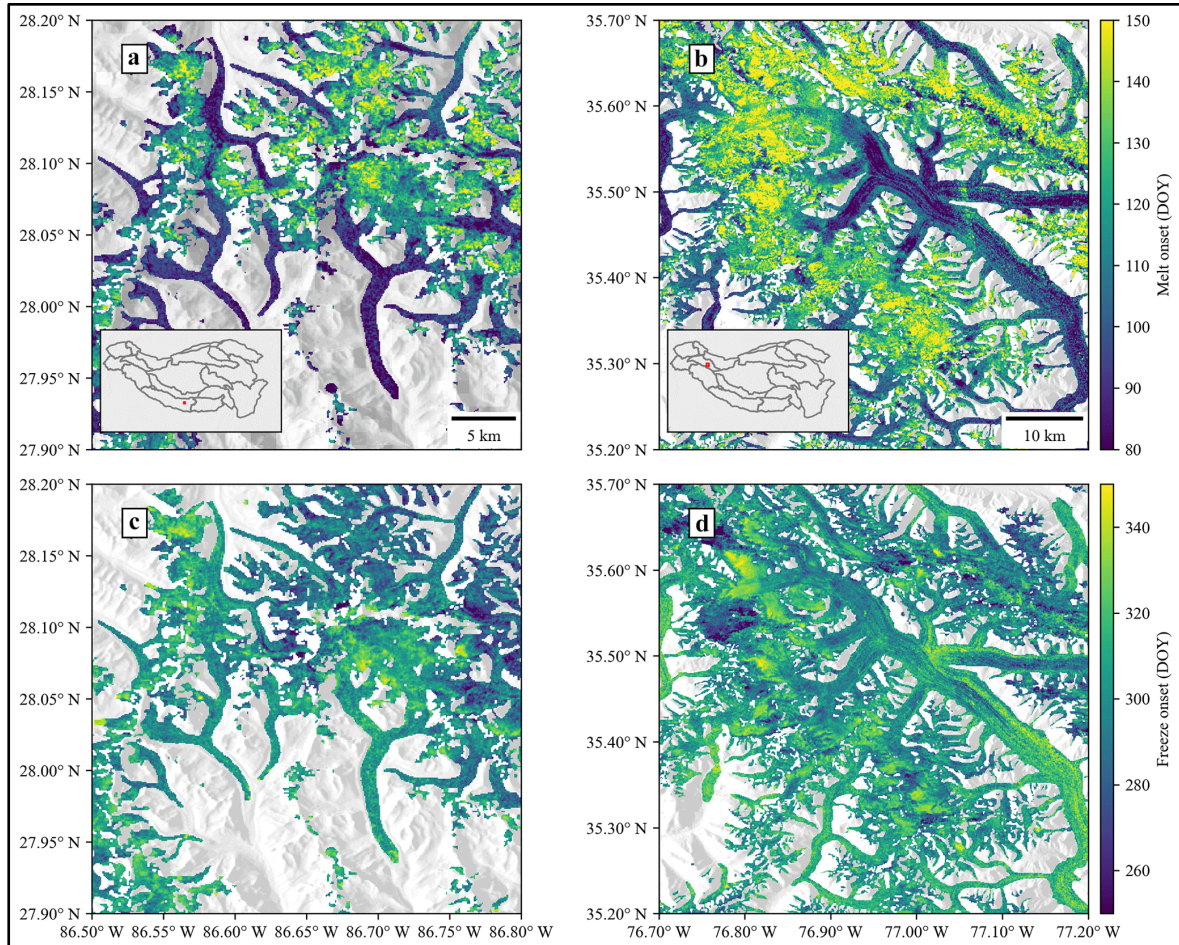 a
28.20° N
28.15° N
28.10° N
28.05° N
28.00° N
27.95° N
27.90° N
5 km
b
35.70° N
35.60° N
35.50° N
35.40° N
35.30° N
35.20° N
10 km
150
140
130
120
110
100
90
80
Melt onset (DOY)
c
28.20° N
28.15° N
28.10° N
28.05° N
28.00° N
27.95° N
27.90° N
86.50° W
86.55° W
86.60° W
86.67° W
86.70° W
86.75° W
86.80° W
d
35.70° N
35.60° N
35.50° N
35.40° N
35.30° N
35.20° N
76.70° W
76.80° W
76.90° W
77.00° W
77.10° W
77.20° W
340
320
300
280
260
Freeze onset (DOY)